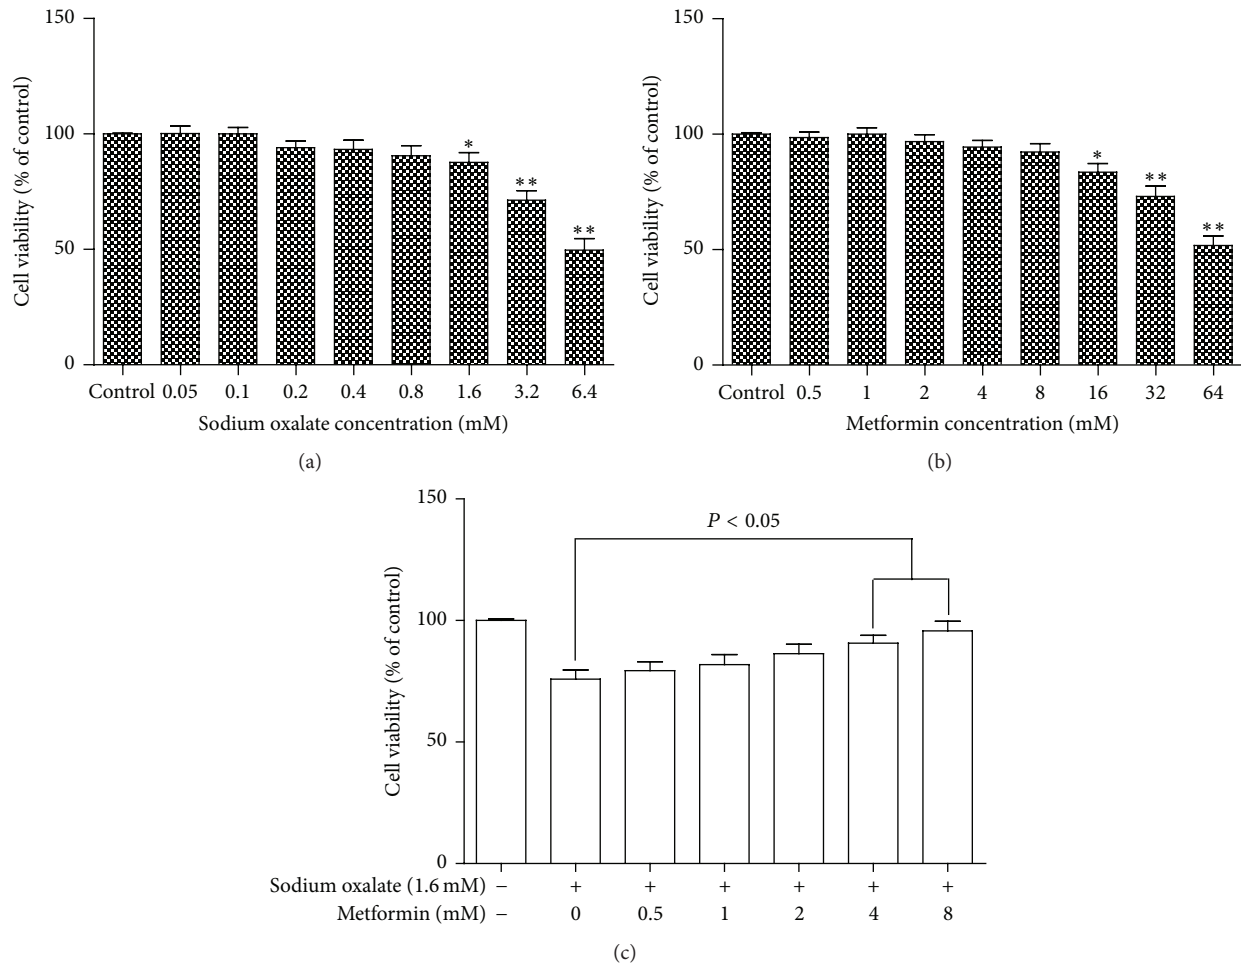 150
100
50
0
Cell viability (% of control)
*
**
**
Control 0.05 0.1 0.2 0.4 0.8 1.6 3.2 6.4
Sodium oxalate concentration (mM)
(a)
150
100
50
0
Cell viability (% of control)
*
**
**
Control 0.5 1 2 4 8 16 32 64
Metformin concentration (mM)
(b)
150
100
50
0
Cell viability (% of control)
P < 0.05
Sodium oxalate (1.6 mM) − + + + + + +
Metformin (mM) − 0 0.5 1 2 4 8
(c)